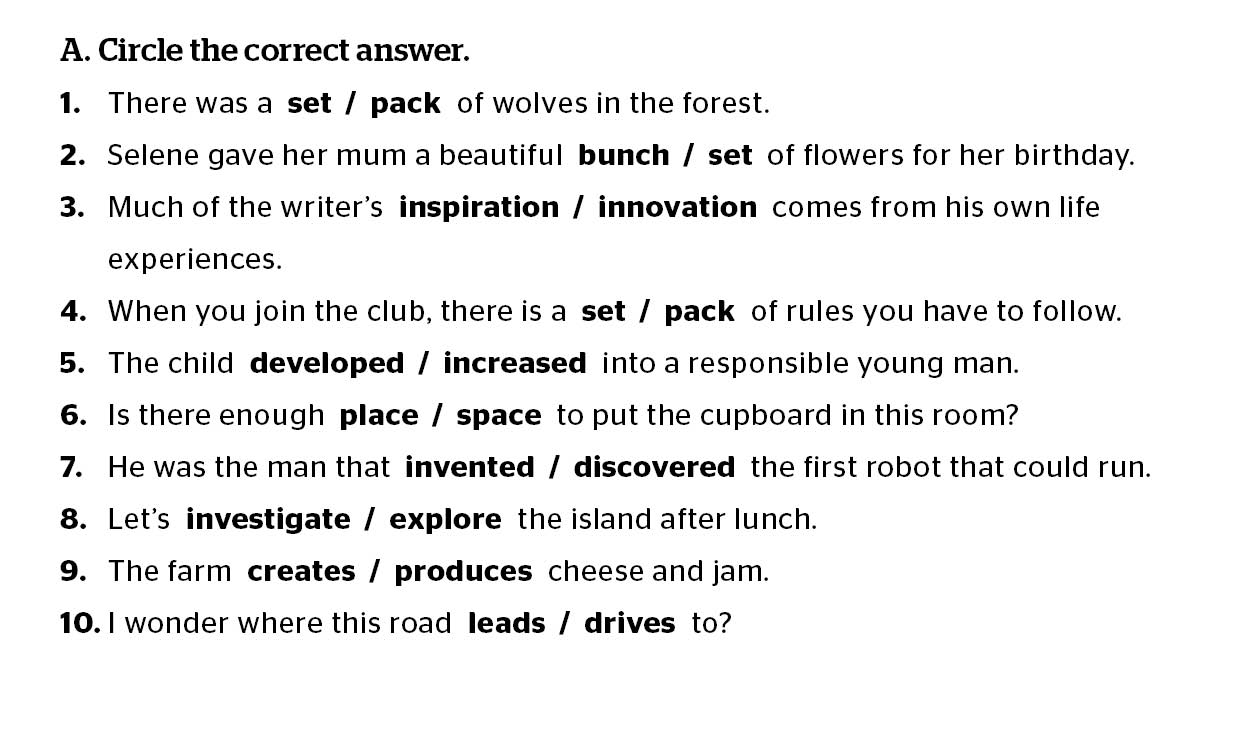 A. Circle the correct answer.
1. There was a set / pack of wolves in the forest.
2. Selene gave her mum a beautiful bunch / set of flowers for her birthday.
3. Much of the writer’s inspiration / innovation comes from his own life
experiences.
4. When you join the club, there is a set / pack of rules you have to follow.
5. The child developed / increased into a responsible young man.
6. Is there enough place / space to put the cupboard in this room?
7. He was the man that invented / discovered the first robot that could run.
8. Let’s investigate / explore the island after lunch.
9. The farm creates / produces cheese and jam.
10. I wonder where this road leads / drives to?